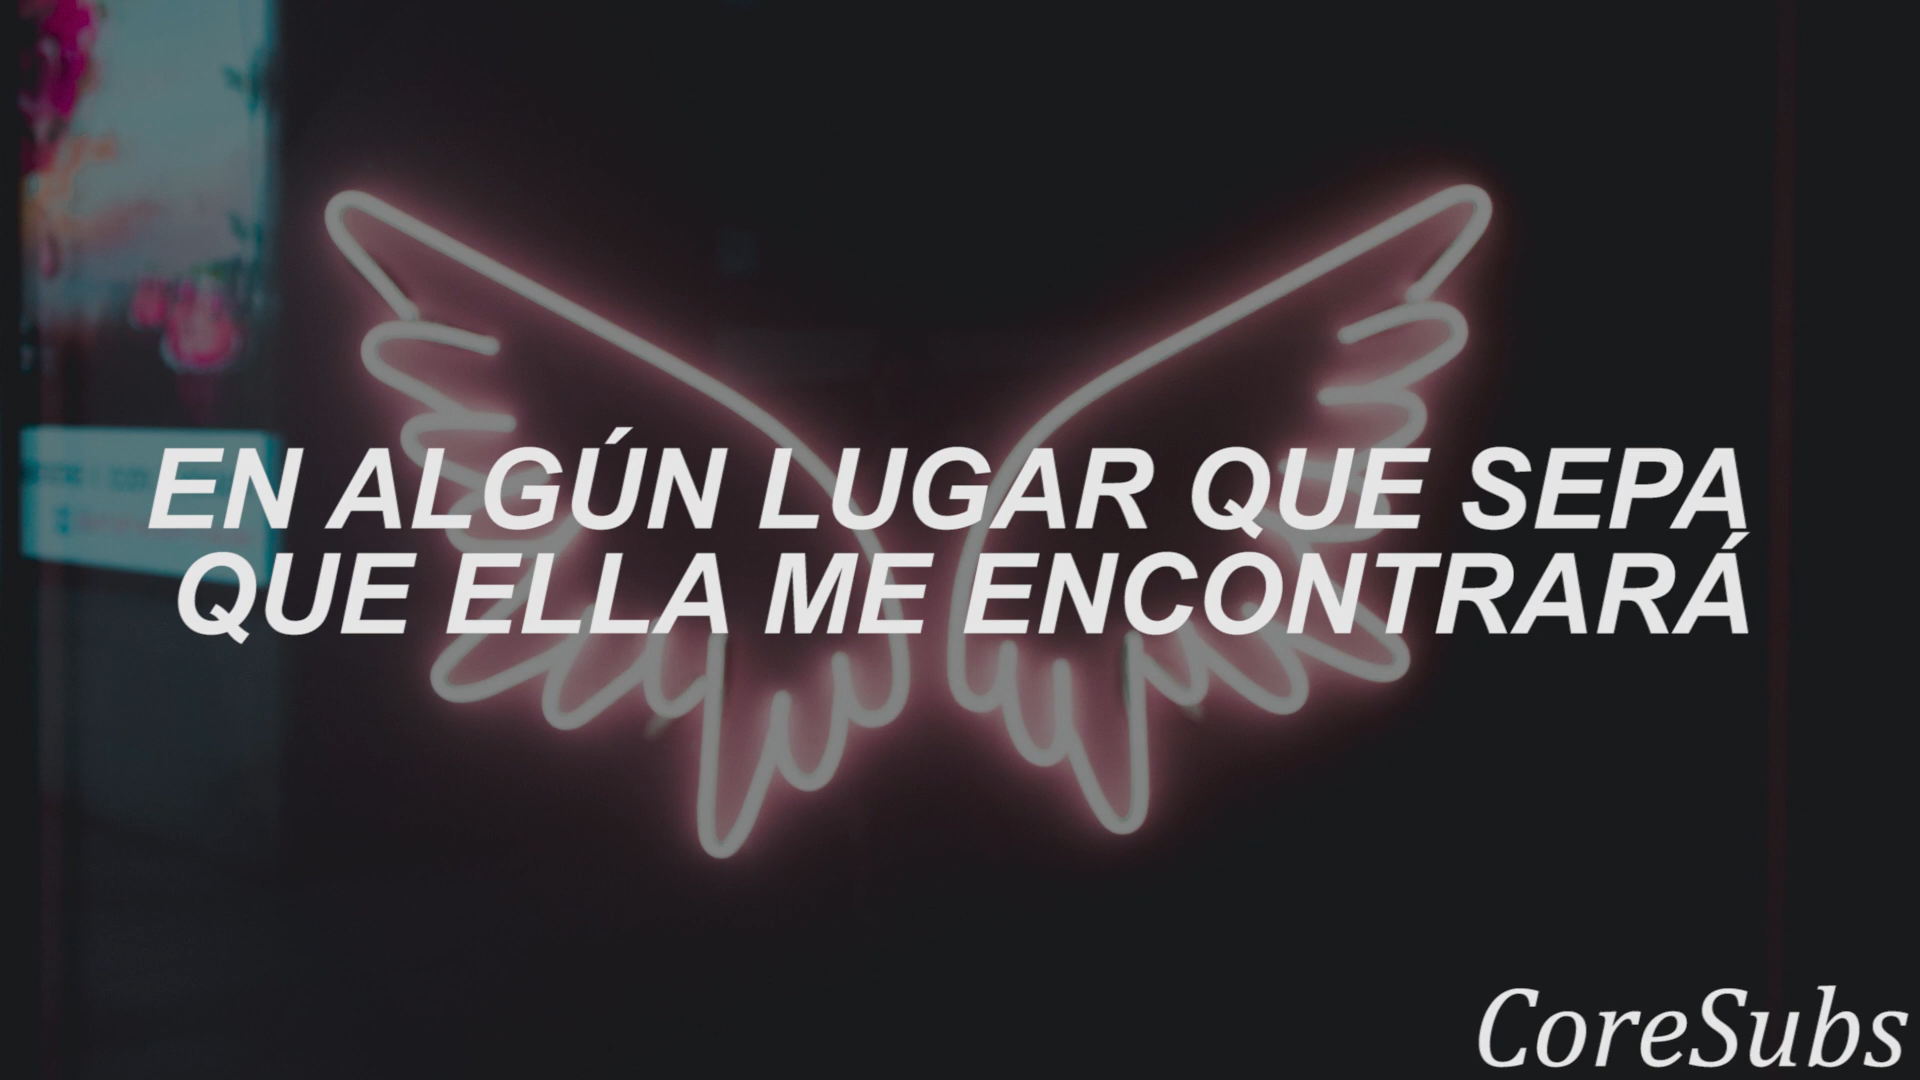 EN ALGÚN LUGAR QUE SEPA
QUE ELLA ME ENCONTRARÁ
CoreSubs